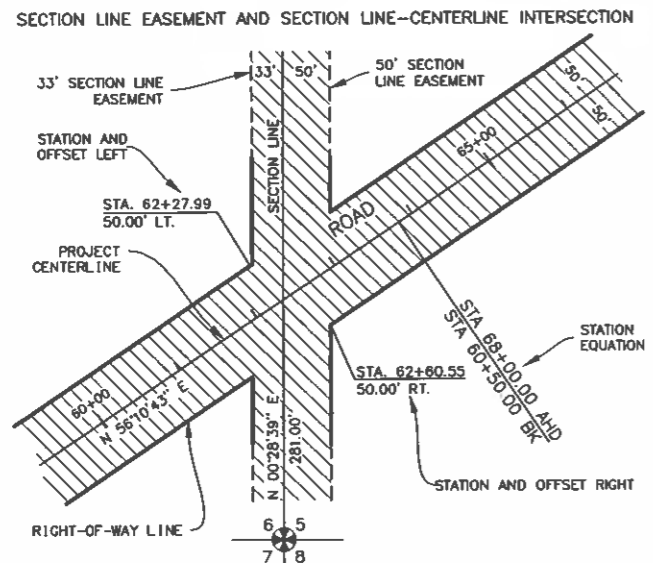 SECTION LINE EASEMENT AND SECTION LINE-CENTERLINE INTERSECTION
33' SECTION LINE
EASEMENT
33'
50'
50' SECTION
LINE EASEMENT
50'
50'
STATION AND
OFFSET LEFT
SECTION LINE
65+00
STA. 62+27.99
50.00' LT.
ROAD
PROJECT
CENTERLINE
STA 68+00.00 AHD
STA 60+50.00 BK
STATION
EQUATION
60+00
N 56°10'43" E
STA. 62+60.55
50.00' RT.
N 00°28'39" E
281.00'
STATION AND OFFSET RIGHT
RIGHT-OF-WAY LINE
6 5
7 8